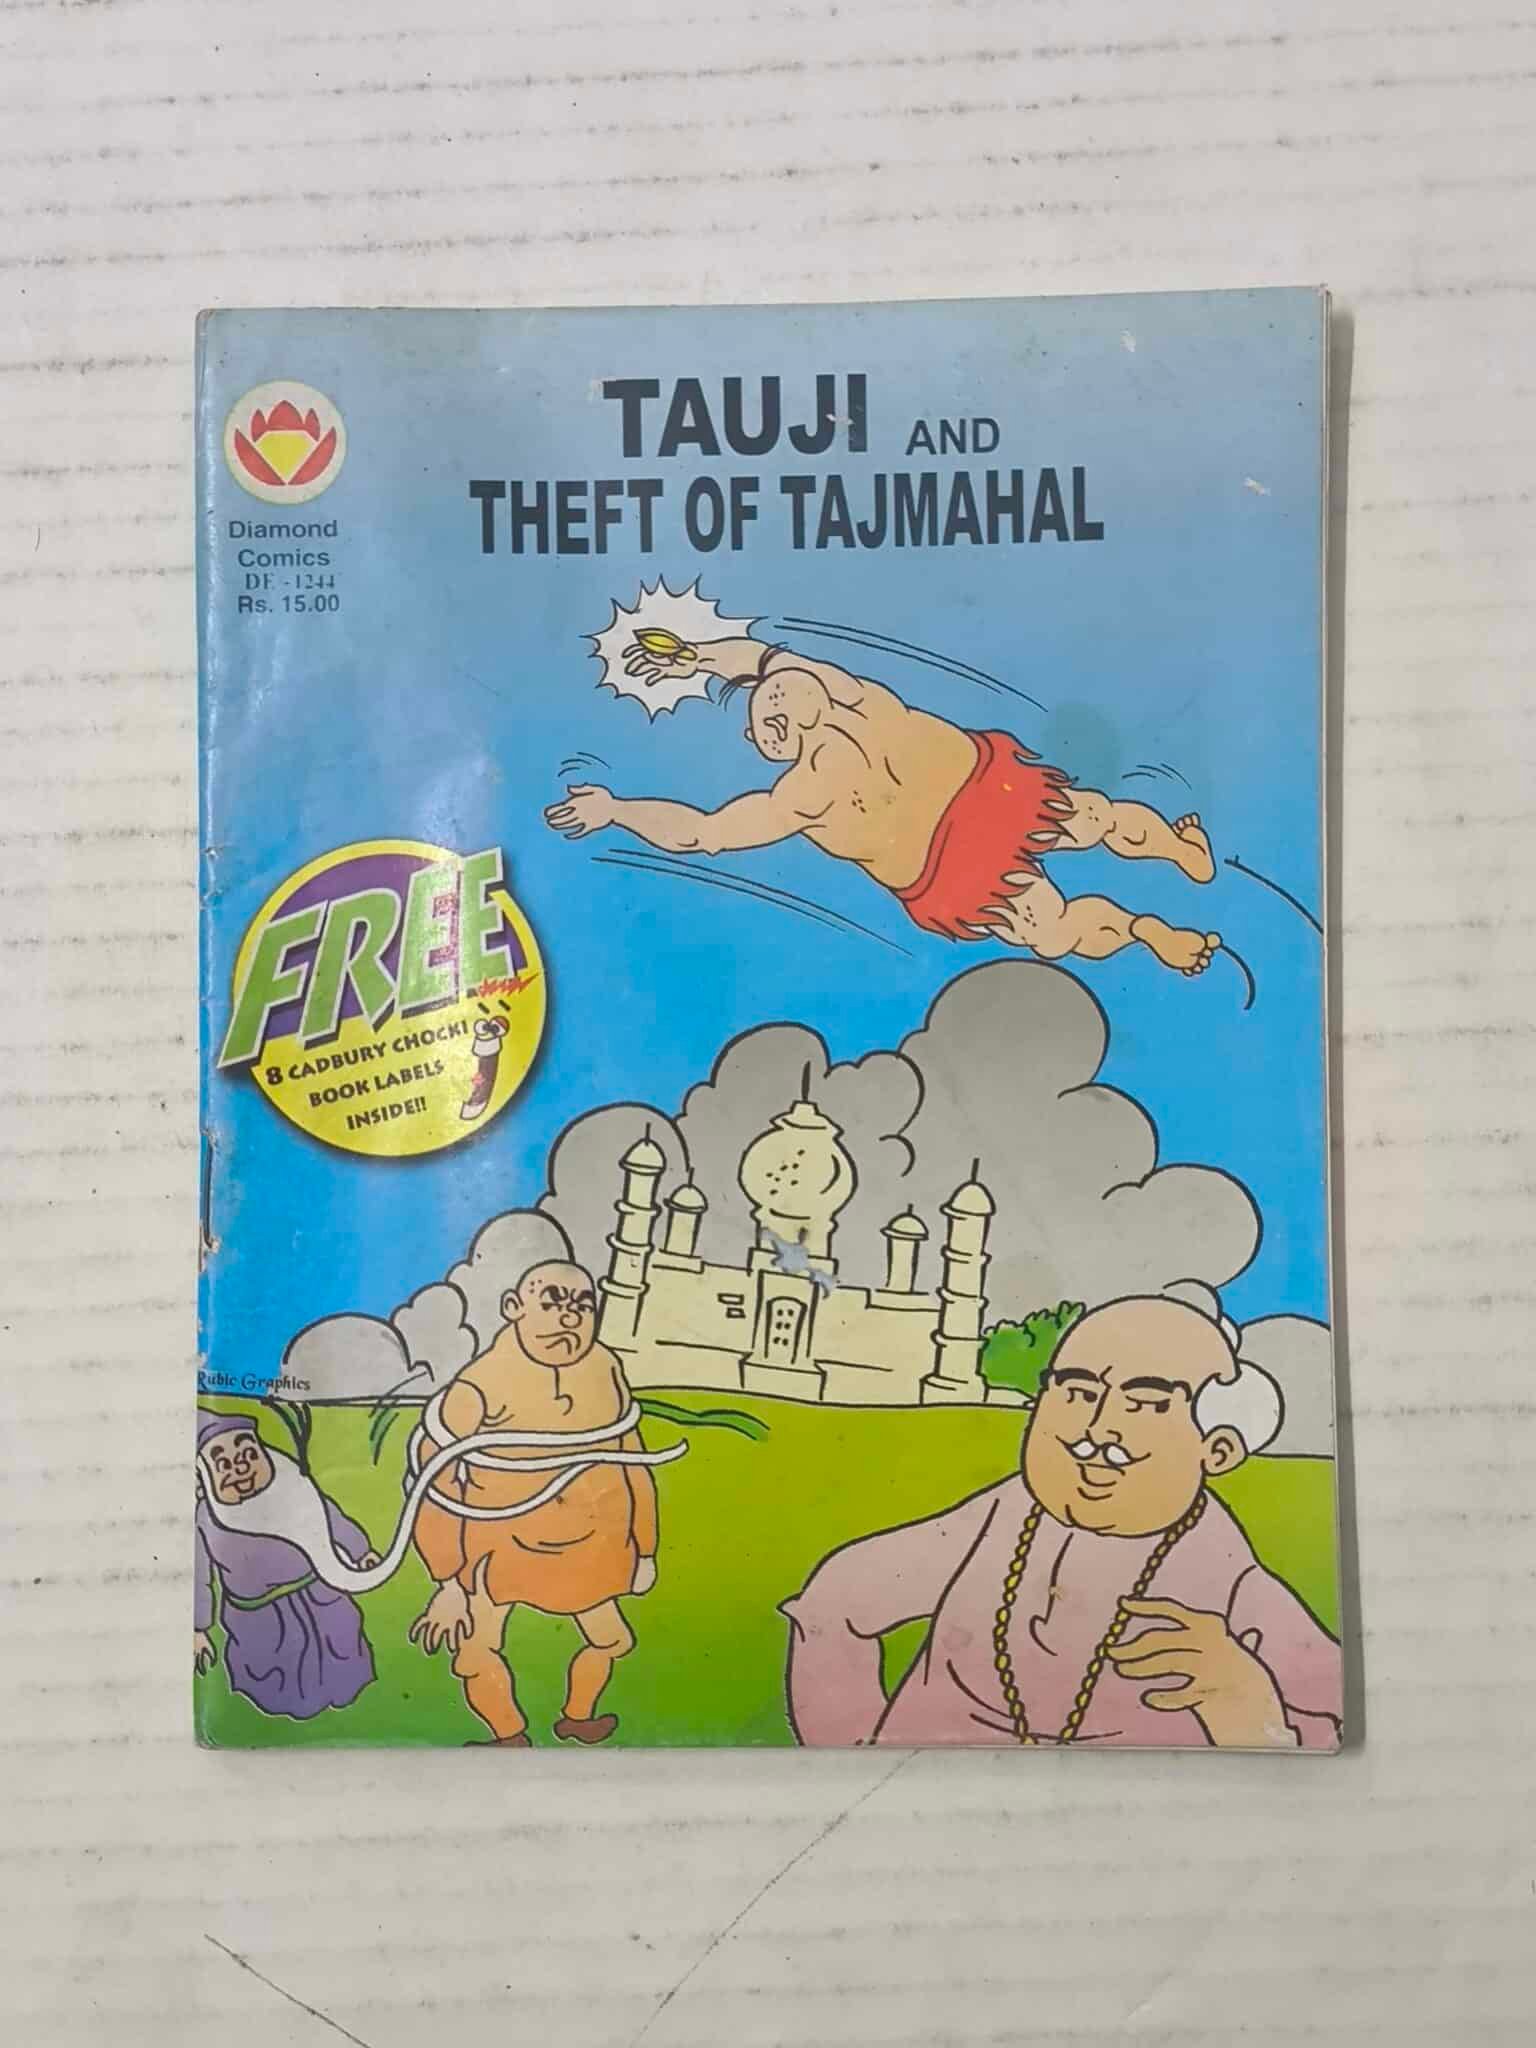 TAUJI AND
THEFT OF TAJMAHAL
Diamond
Comics
DE - 1244
Rs. 15.00
FREE
8 CADBURY CHOCKI
BOOK LABELS
INSIDE!!
Rubic Graphics